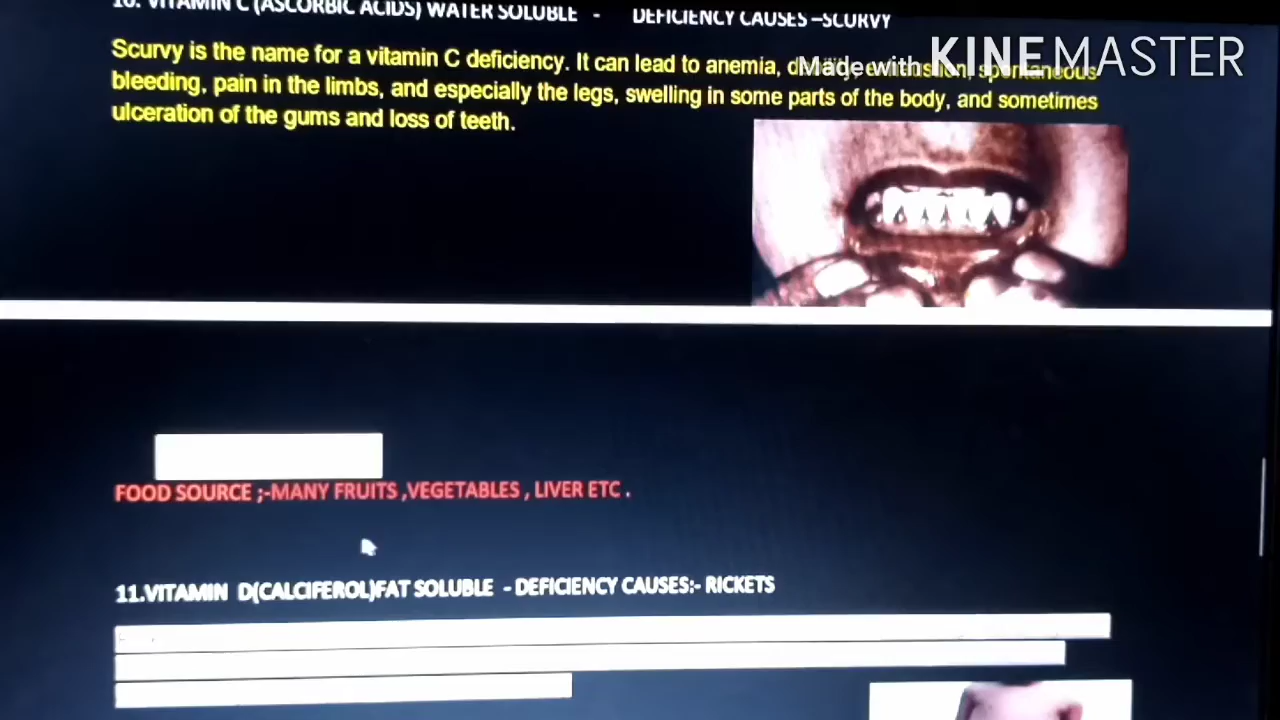 10. VITAMIN C (ASCORBIC ACIDS) WATER SOLUBLE - DEFICIENCY CAUSES –SCURVY
Made with KINEMASTER
Scurvy is the name for a vitamin C deficiency. It can lead to anemia, spontaneous
bleeding, pain in the limbs, and especially the legs, swelling in some parts of the body, and sometimes
ulceration of the gums and loss of teeth.
FOOD SOURCE ;-MANY FRUITS ,VEGETABLES , LIVER ETC .
11.VITAMIN D(CALCIFEROL)FAT SOLUBLE - DEFICIENCY CAUSES:- RICKETS